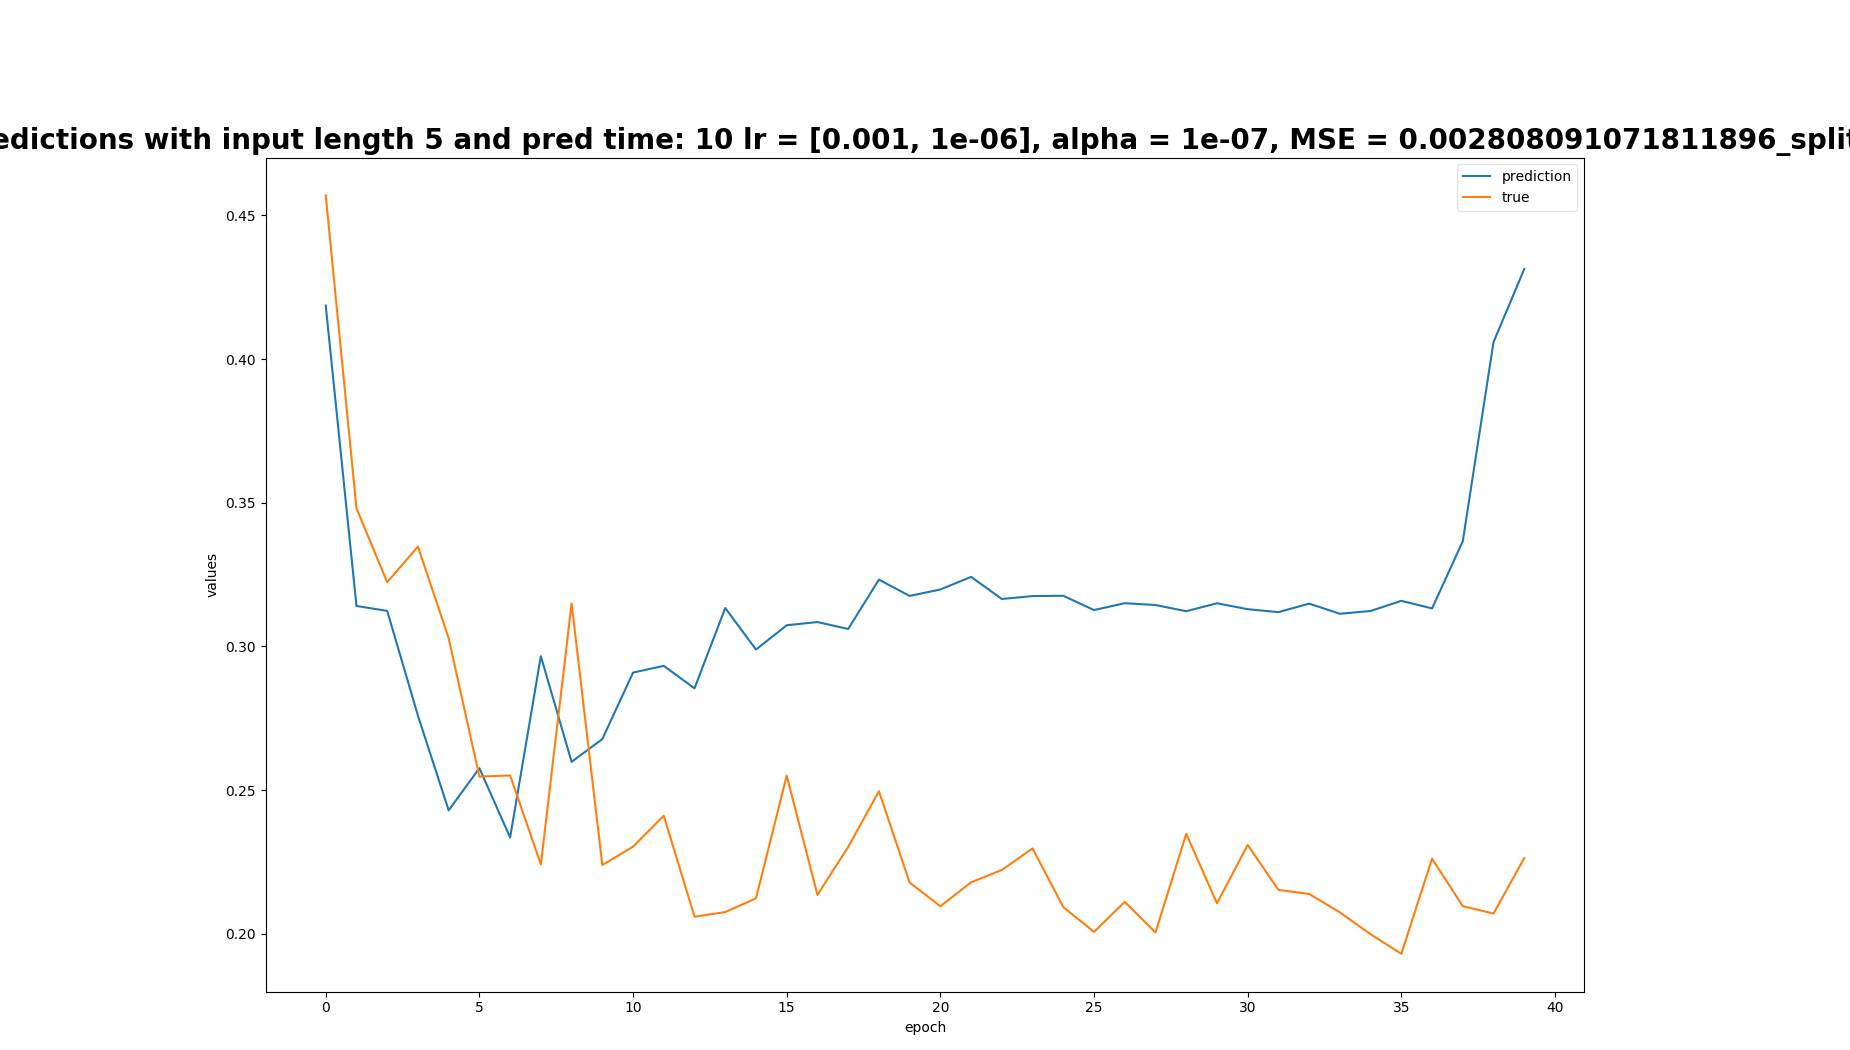 edictions with input length 5 and pred time: 10 lr = [0.001, 1e-06], alpha = 1e-07, MSE = 0.002808091071811896_split
prediction
true
0.45
0.40
0.35
0.30
0.25
0.20
values
0 5 10 15 20 25 30 35 40
epoch